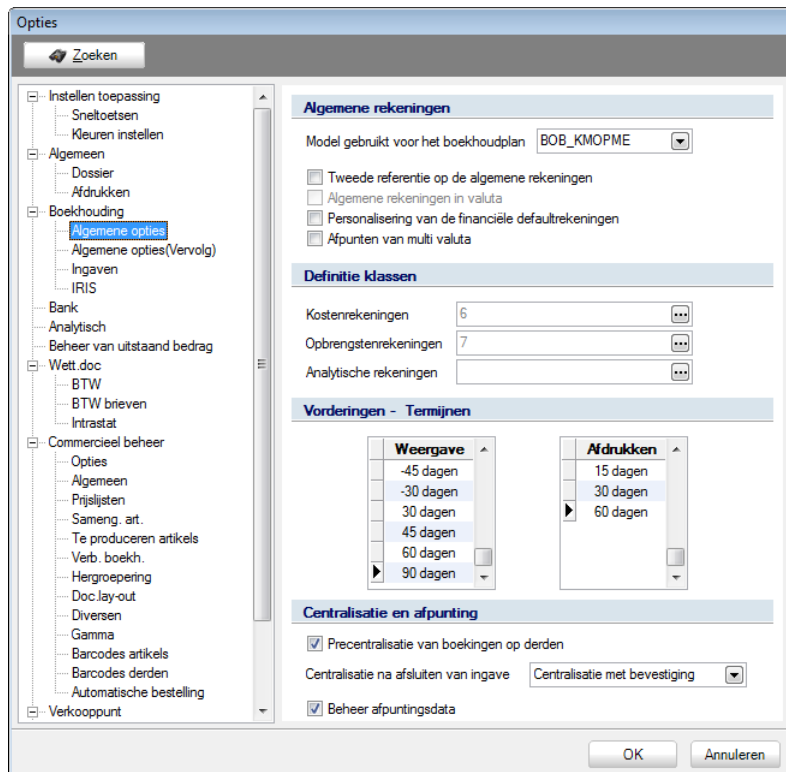 Opties
Zoeken
Instellen toepassing
Sneltoetsen
Kleuren instellen
Algemeen
Dossier
Afdrukken
Boekhouding
Algemene opties
Algemene opties(Vervolg)
Ingaven
IRIS
Bank
Analytisch
Beheer van uitstaand bedrag
Wett.doc
BTW
BTW brieven
Intrastat
Commercieel beheer
Opties
Algemeen
Prijslijsten
Sameng. art.
Te produceren artikels
Verb. boekh.
Hergroepering
Doc.lay-out
Diversen
Gamma
Barcodes artikels
Barcodes derden
Automatische bestelling
Verkooppunt
Algemene rekeningen
Model gebruikt voor het boekhoudplan BOB_KMOPME
Tweede referentie op de algemene rekeningen
Algemene rekeningen in valuta
Personalisering van de financiële defaultrekeningen
Afpunten van multi valuta
Definitie klassen
Kostenrekeningen 6
Opbrengstenrekeningen 7
Analytische rekeningen
Vorderingen - Termijnen
Weergave
-45 dagen
-30 dagen
30 dagen
45 dagen
60 dagen
90 dagen
Afdrukken
15 dagen
30 dagen
60 dagen
Centralisatie en afpunting
Precentralisatie van boekingen op derden
Centralisatie na afsluiten van ingave Centralisatie met bevestiging
Beheer afpuntingsdata
OK Annuleren